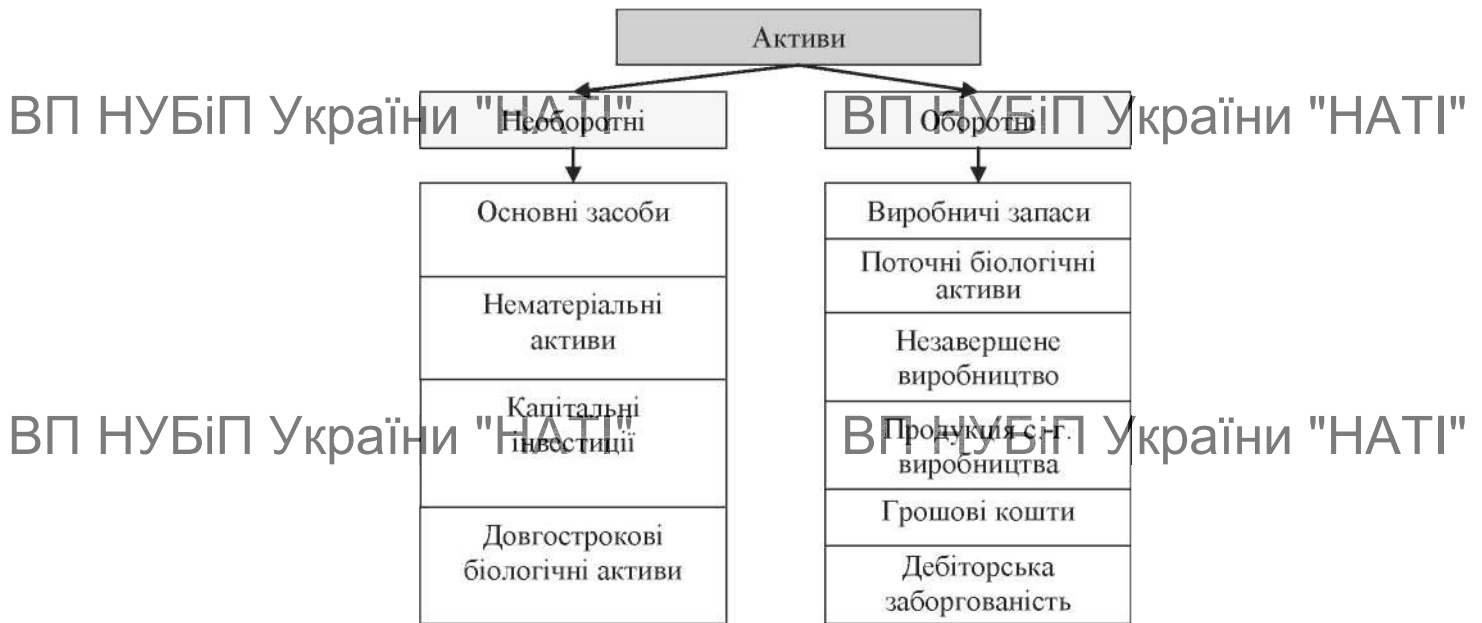 Активи
ВП НУБіП України "НАТІ"
Необоротні
ВП НУБіП України "НАТІ"
Оборотні
Основні засоби
Нематеріальні
активи
Капітальні
інвестиції
ВП НУБіП України "НАТІ"
Довгострокові
біологічні активи
Виробничі запаси
Поточні біологічні
активи
Незавершене
виробництво
Продукція с.-г.
виробництва
ВП НУБіП України "НАТІ"
Грошові кошти
Дебіторська
заборгованість